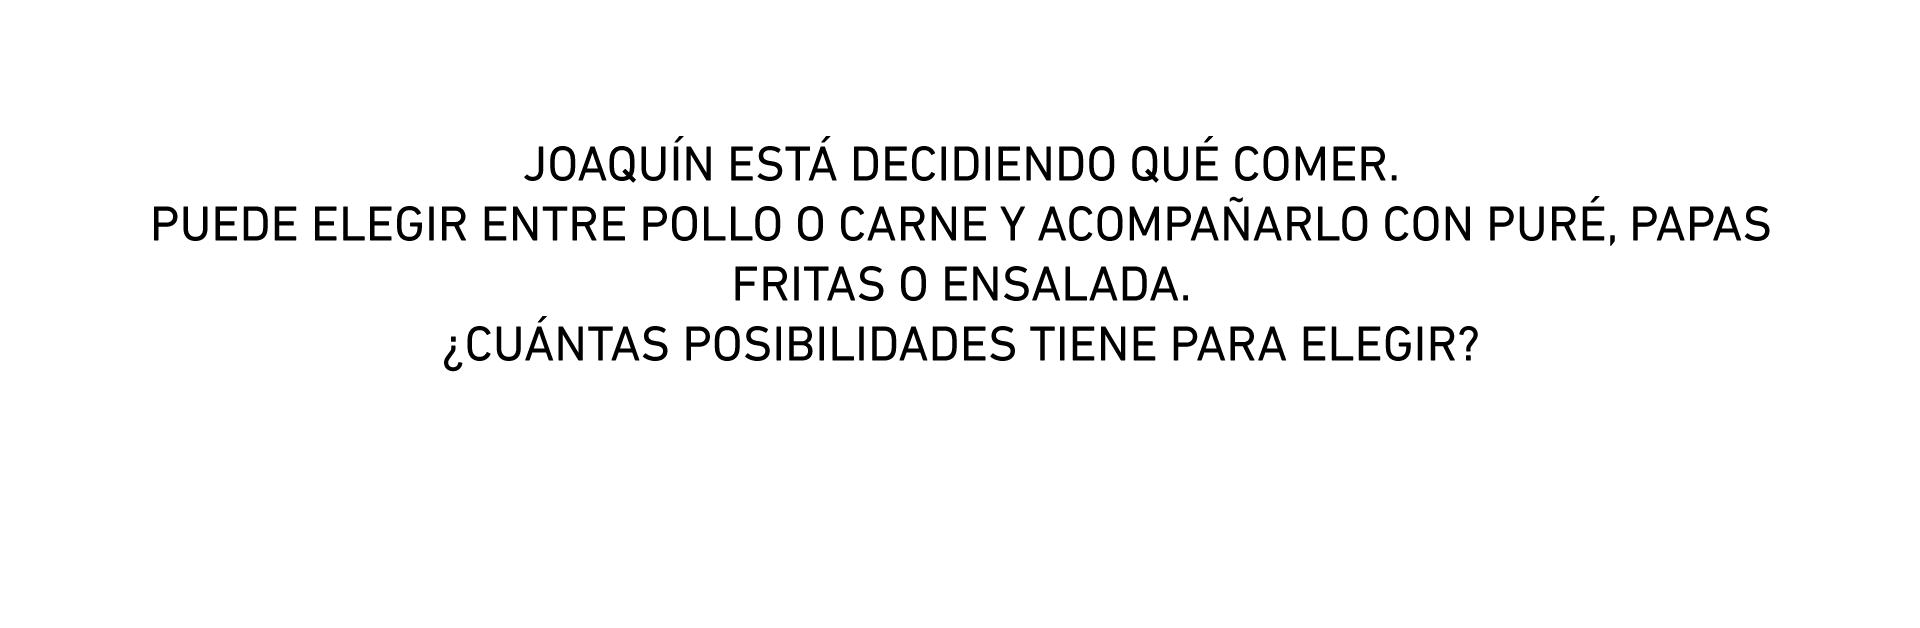 JOAQUÍN ESTÁ DECIDIENDO QUÉ COMER.
PUEDE ELEGIR ENTRE POLLO O CARNE Y ACOMPAÑARLO CON PURÉ, PAPAS
FRITAS O ENSALADA.
¿CUÁNTAS POSIBILIDADES TIENE PARA ELEGIR?